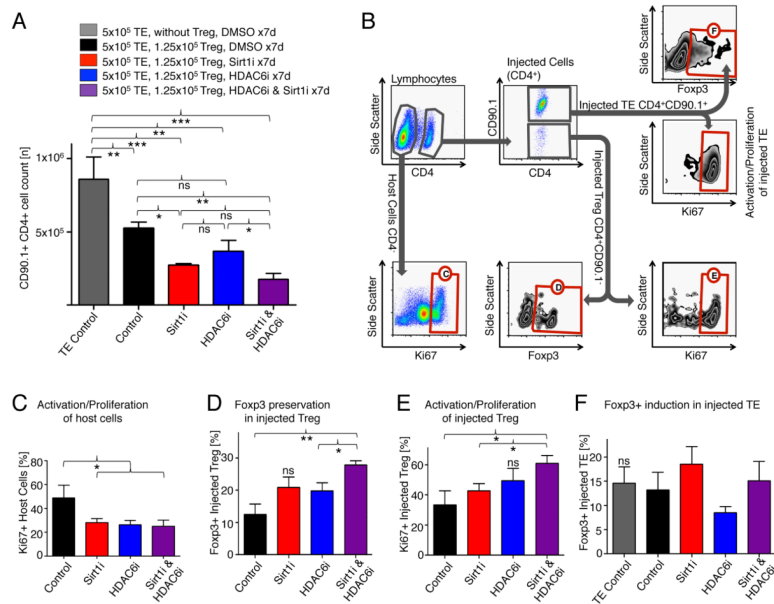 A
5x10⁵ TE, without Treg, DMSO x7d
5x10⁵ TE, 1.25x10⁵ Treg, DMSO x7d
5x10⁵ TE, 1.25x10⁵ Treg, Sirt1i x7d
5x10⁵ TE, 1.25x10⁵ Treg, HDAC6i x7d
5x10⁵ TE, 1.25x10⁵ Treg, HDAC6i & Sirt1i x7d
CD90.1+ CD4+ cell count [n]
1x10⁶
5x10⁵
***
**
***
**
ns
**
*
ns
ns
*
TE Control
Control
Sirt1i
HDAC6i
Sirt1i &
HDAC6i
B
Lymphocytes
Side Scatter
CD4
Injected Cells
(CD4⁺)
CD90.1
CD4
Injected TE CD4⁺CD90.1⁺
Side Scatter
F
Foxp3
Side Scatter
Ki67
Activation/Proliferation
of injected TE
Host Cells CD4⁻
Injected Treg CD4⁺CD90.1⁻
Side Scatter
C
Ki67
Side Scatter
D
Foxp3
Side Scatter
E
Ki67
C
Activation/Proliferation
of host cells
Ki67+ Host Cells [%]
80
60
40
20
0
*
Control
Sirt1i
HDAC6i
Sirt1i &
HDAC6i
D
Foxp3 preservation
in injected Treg
Foxp3+ Injected Treg [%]
30
20
10
0
**
*
ns
Control
Sirt1i
HDAC6i
Sirt1i &
HDAC6i
E
Activation/Proliferation
of injected Treg
Ki67+ Injected Treg [%]
60
40
20
0
*
*
ns
Control
Sirt1i
HDAC6i
Sirt1i &
HDAC6i
F
Foxp3+ induction in injected TE
Foxp3+ Injected TE [%]
20
15
10
5
0
ns
TE Control
Control
Sirt1i
HDAC6i
Sirt1i &
HDAC6i